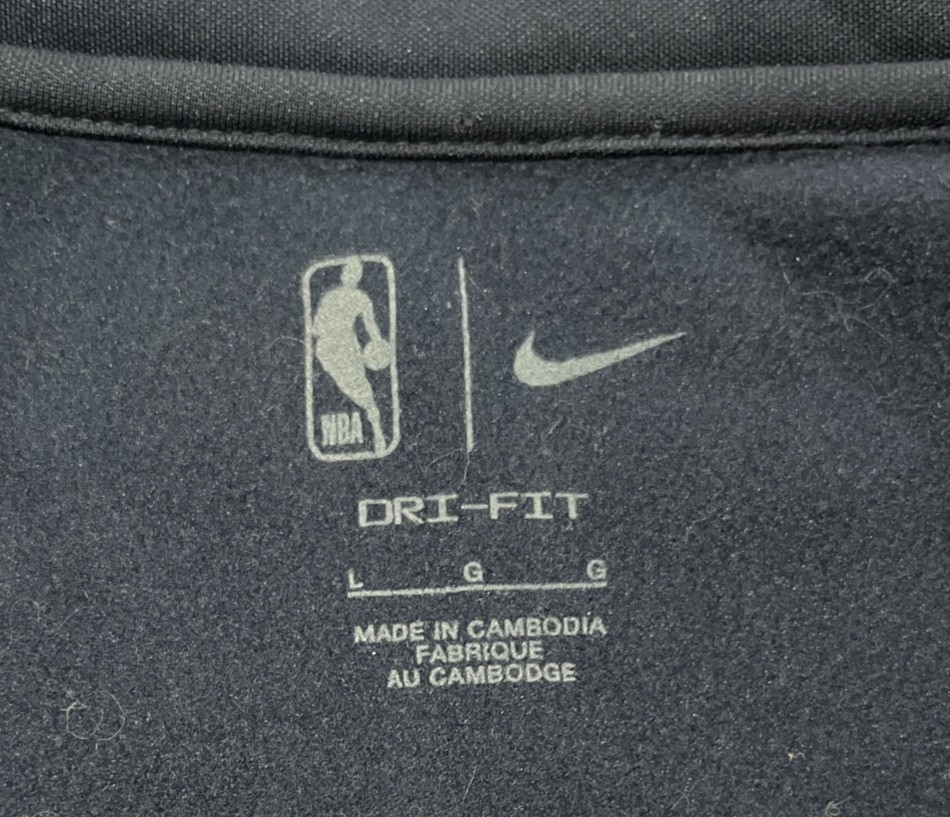 NBA
DRI-FIT
L G G
MADE IN CAMBODIA
FABRIQUE
AU CAMBODGE